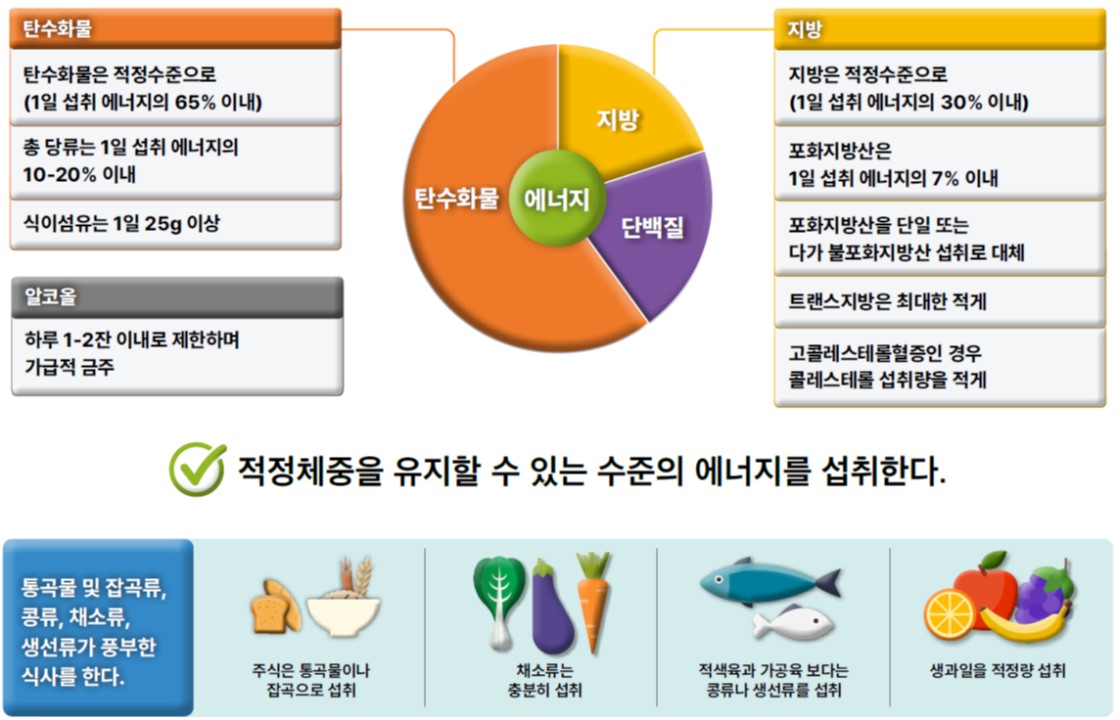 탄수화물
탄수화물은 적정수준으로
(1일 섭취 에너지의 65% 이내)
총 당류는 1일 섭취 에너지의
10-20% 이내
식이섬유는 1일 25g 이상
알코올
하루 1-2잔 이내로 제한하며
가급적 금주
지방
탄수화물
에너지
단백질
지방
지방은 적정수준으로
(1일 섭취 에너지의 30% 이내)
포화지방산은
1일 섭취 에너지의 7% 이내
포화지방산을 단일 또는
다가 불포화지방산 섭취로 대체
트랜스지방은 최대한 적게
고콜레스테롤혈증인 경우
콜레스테롤 섭취량을 적게
적정체중을 유지할 수 있는 수준의 에너지를 섭취한다.
통곡물 및 잡곡류,
콩류, 채소류,
생선류가 풍부한
식사를 한다.
주식은 통곡물이나
잡곡으로 섭취
채소류는
충분히 섭취
적색육과 가공육 보다는
콩류나 생선류를 섭취
생과일을 적정량 섭취